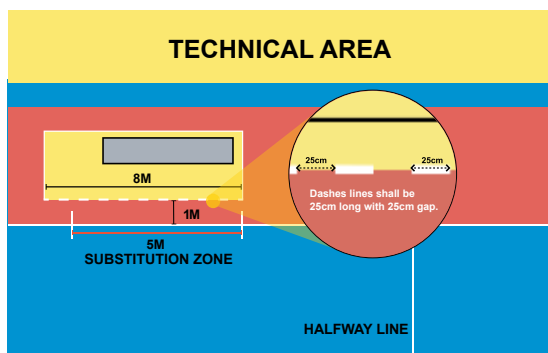 TECHNICAL AREA
25cm
25cm
Dashes lines shall be
25cm long with 25cm gap.
8M
1M
5M
SUBSTITUTION ZONE
HALFWAY LINE